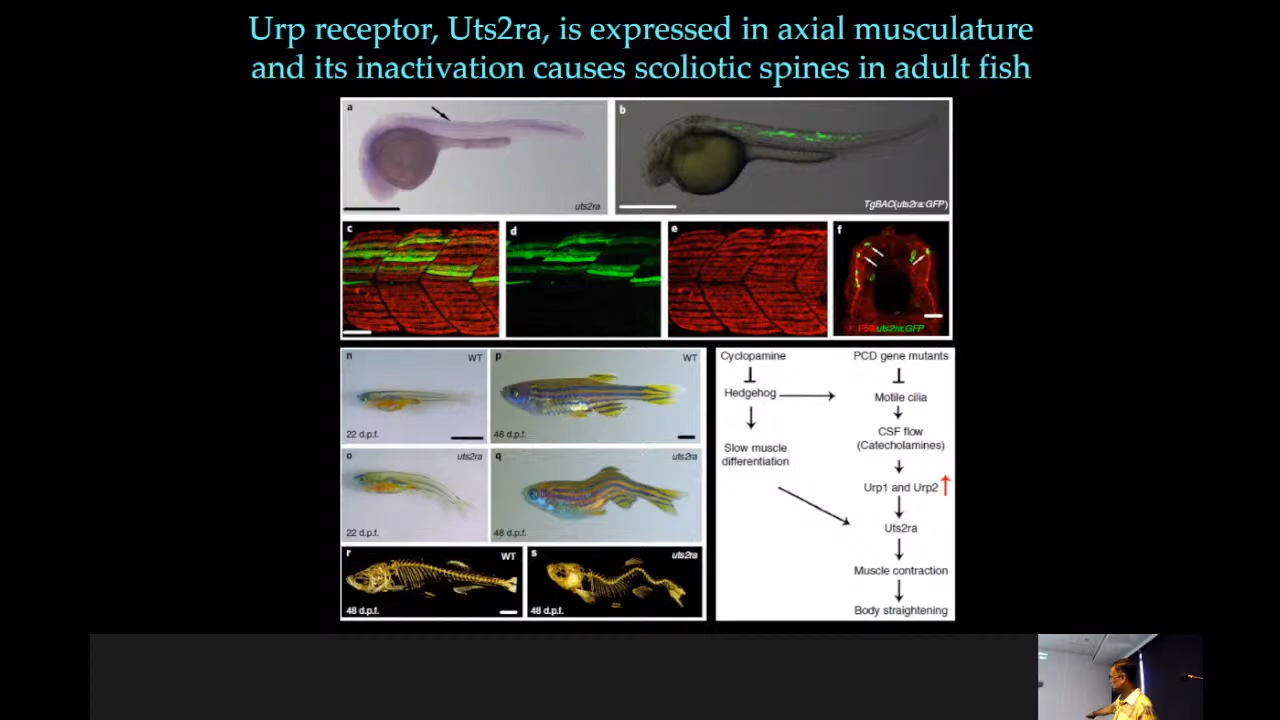 Urp receptor, Uts2ra, is expressed in axial musculature
and its inactivation causes scoliotic spines in adult fish
a
uts2ra
b
TgBAC(uts2ra:GFP)
c
d
e
f
F59 uts2ra:GFP
n
WT
22 d.p.f.
p
WT
48 d.p.f.
o
uts2ra
22 d.p.f.
q
uts2ra
48 d.p.f.
r
WT
48 d.p.f.
s
uts2ra
48 d.p.f.
Cyclopamine
Hedgehog
Slow muscle
differentiation
PCD gene mutants
Motile cilia
CSF flow
(Catecholamines)
Urp1 and Urp2
Uts2ra
Muscle contraction
Body straightening